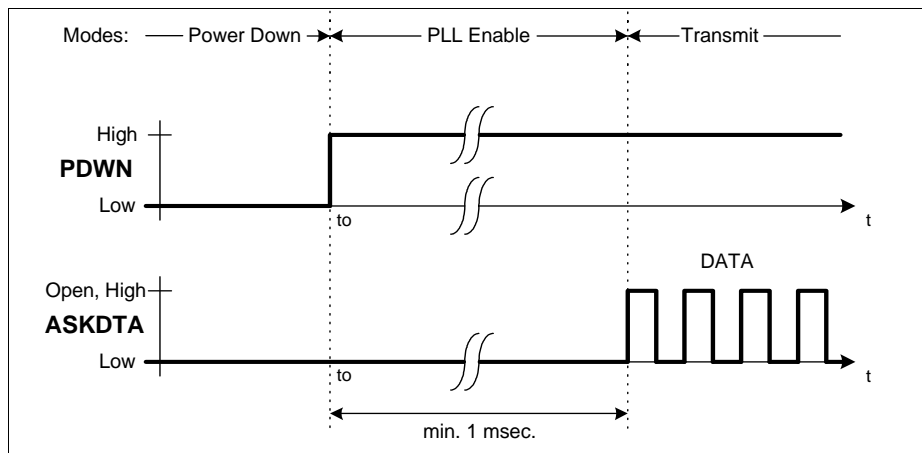 Modes: Power Down PLL Enable Transmit
High
PDWN
Low
to
t
DATA
Open, High
ASKDTA
Low
to
t
min. 1 msec.